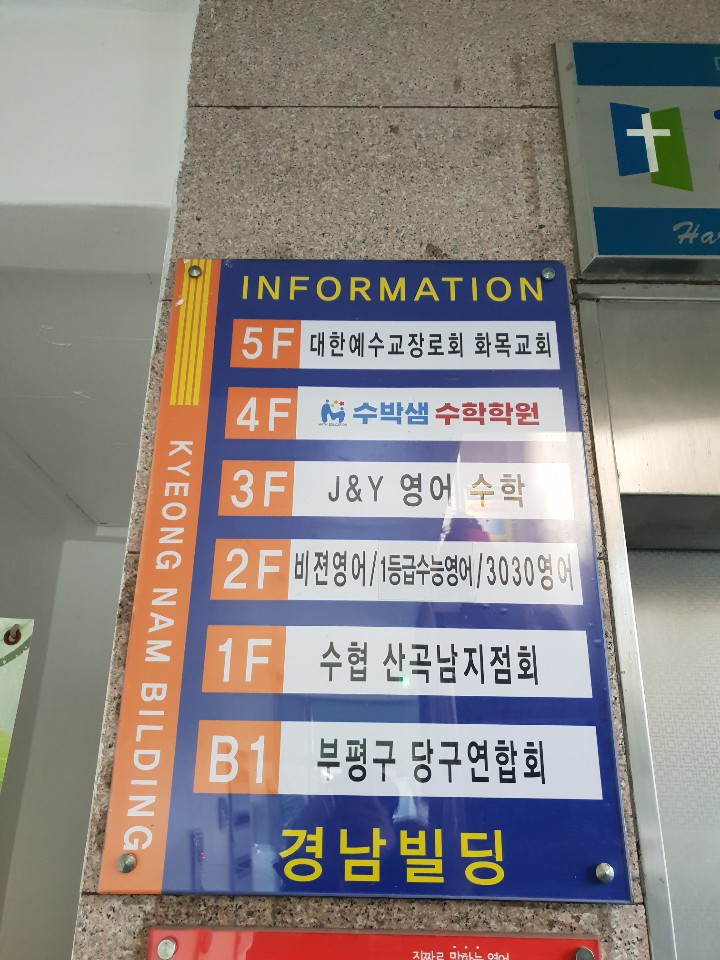 INFORMATION
5F 대한예수교장로회 화목교회
4F 수박샘 수학학원
3F J&Y 영어 수학
2F 비젼영어/1등급수능영어/3030영어
1F 수협 산곡남지점회
B1 부평구 당구연합회
경남빌딩
KYEONG NAM BILDING